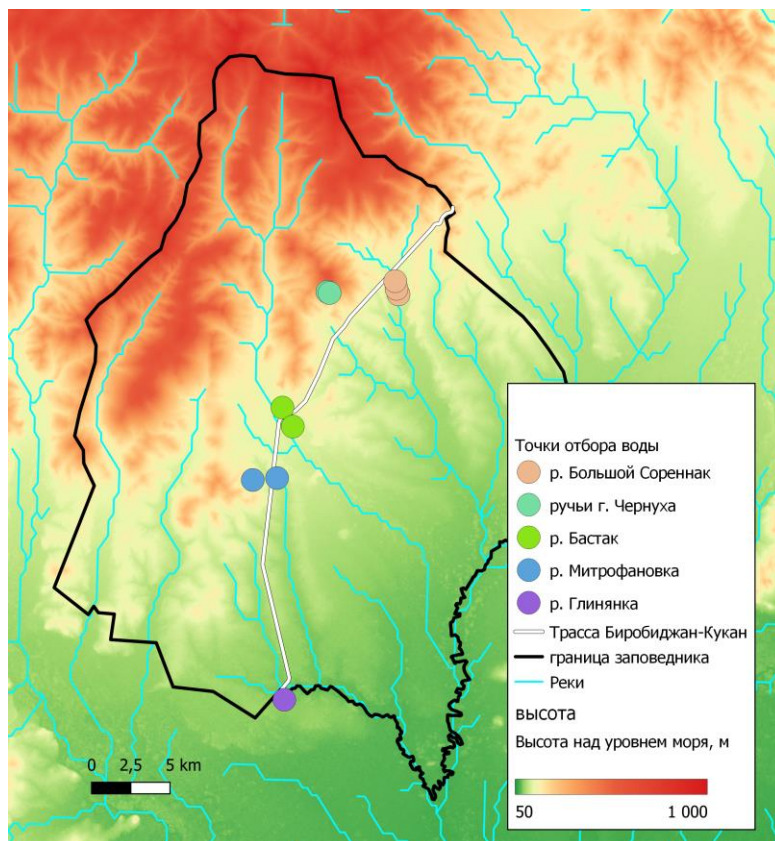 Точки отбора воды
р. Большой Сореннак
ручьи г. Чернуха
р. Бастак
р. Митрофановка
р. Глинянка
Трасса Биробиджан-Кукан
граница заповедника
Реки
высота
Высота над уровнем моря, м
50 1 000
0 2,5 5 km